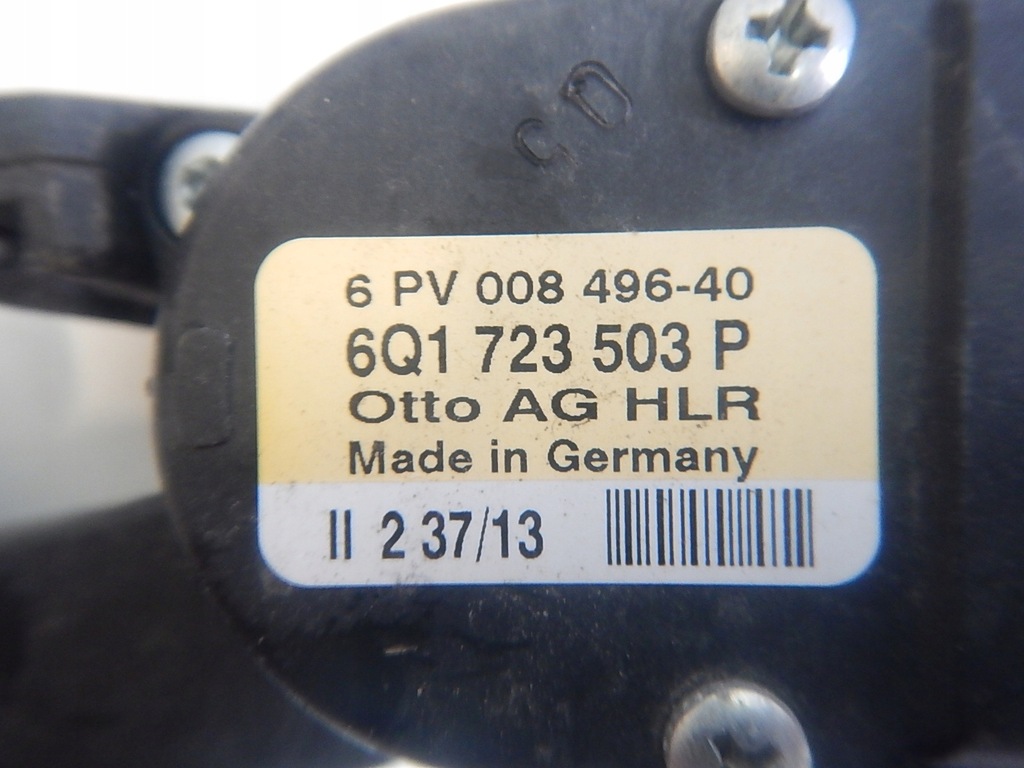 C D
6 PV 008 496-40
6Q1 723 503 P
Otto AG HLR
Made in Germany
II 2 37/13